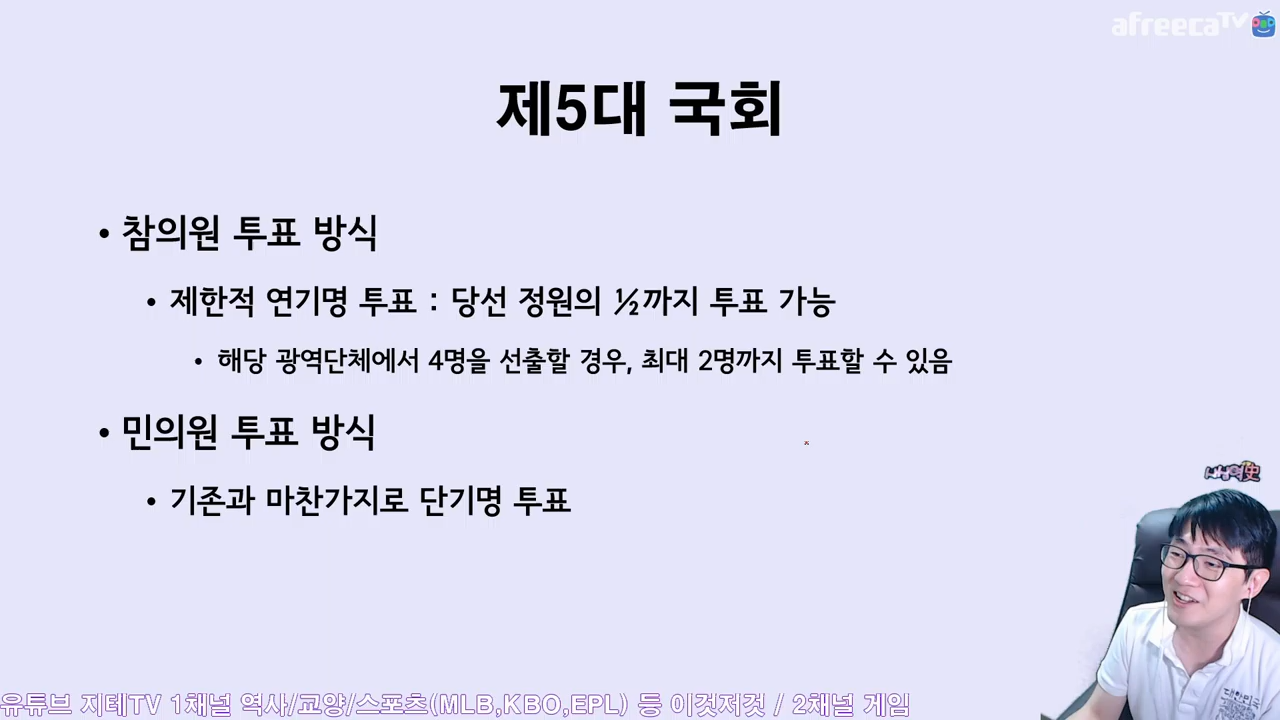 afreecaTV
제5대 국회
• 참의원 투표 방식
• 제한적 연기명 투표 : 당선 정원의 ½까지 투표 가능
• 해당 광역단체에서 4명을 선출할 경우, 최대 2명까지 투표할 수 있음
• 민의원 투표 방식
• 기존과 마찬가지로 단기명 투표
대한민국
유튜브 지테TV 1채널 역사/교양/스포츠(MLB,KBO,EPL) 등 이것저것 / 2채널 게임